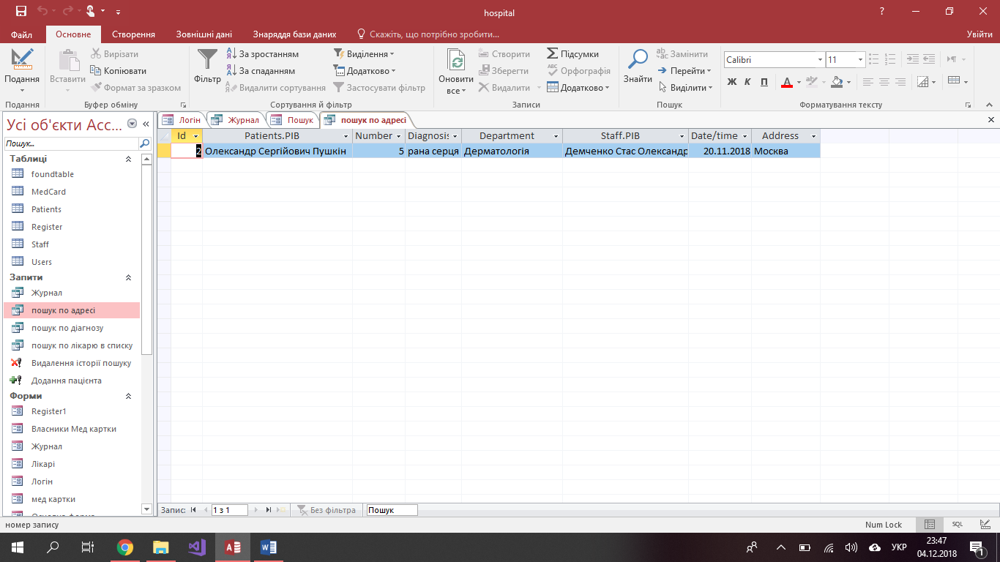 hospital
?
Файл Основне Створення Зовнішні дані Знаряддя бази даних Скажіть, що потрібно зробити... Увійти
Подання
Вставити
Вирізати
Копіювати
Формат за зразком
Фільтр
За зростанням
За спаданням
Видалити сортування
Виділення
Додатково
Застосувати фільтр
Оновити
все
Створити
Зберегти
Видалити
Підсумки
Орфографія
Додатково
Знайти
Замінити
Перейти
Виділити
Calibri 11
Ж К П
Подання Буфер обміну Сортування й фільтр Записи Пошук Форматування тексту
Усі об'єкти Acc...
Пошук...
Таблиці
foundtable
MedCard
Patients
Register
Staff
Users
Запити
Журнал
пошук по адресі
пошук по діагнозу
пошук по лікарю в списку
Видалення історії пошуку
Додання пацієнта
Форми
Register1
Власники Мед картки
Журнал
Лікарі
Логін
мед картки
Логін Журнал Пошук пошук по адресі
Id Patients.PIB Number Diagnosis Department Staff.PIB Date/time Address
2 Олександр Сергійович Пушкін 5 рана серця Дерматологія Демченко Стас Олександр 20.11.2018 Москва
Запис: 1 з 1 Без фільтра Пошук
номер запису Num Lock SQL
УКР 23:47
04.12.2018
1